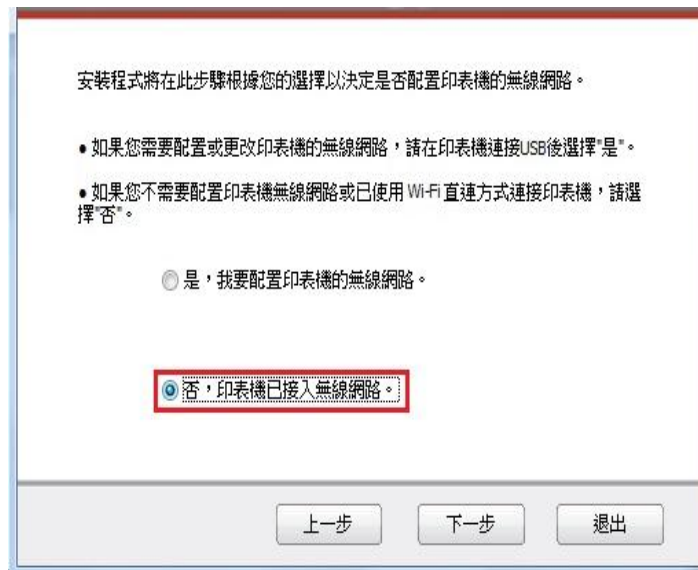 安裝程式將在此步驟根據您的選擇以決定是否配置印表機的無線網路。
● 如果您需要配置或更改印表機的無線網路，請在印表機連接USB後選擇"是"。
● 如果您不需要配置印表機無線網路或已使用 Wi-Fi 直連方式連接印表機，請選
擇"否"。
是，我要配置印表機的無線網路。
否，印表機已接入無線網路。
上一步 下一步 退出